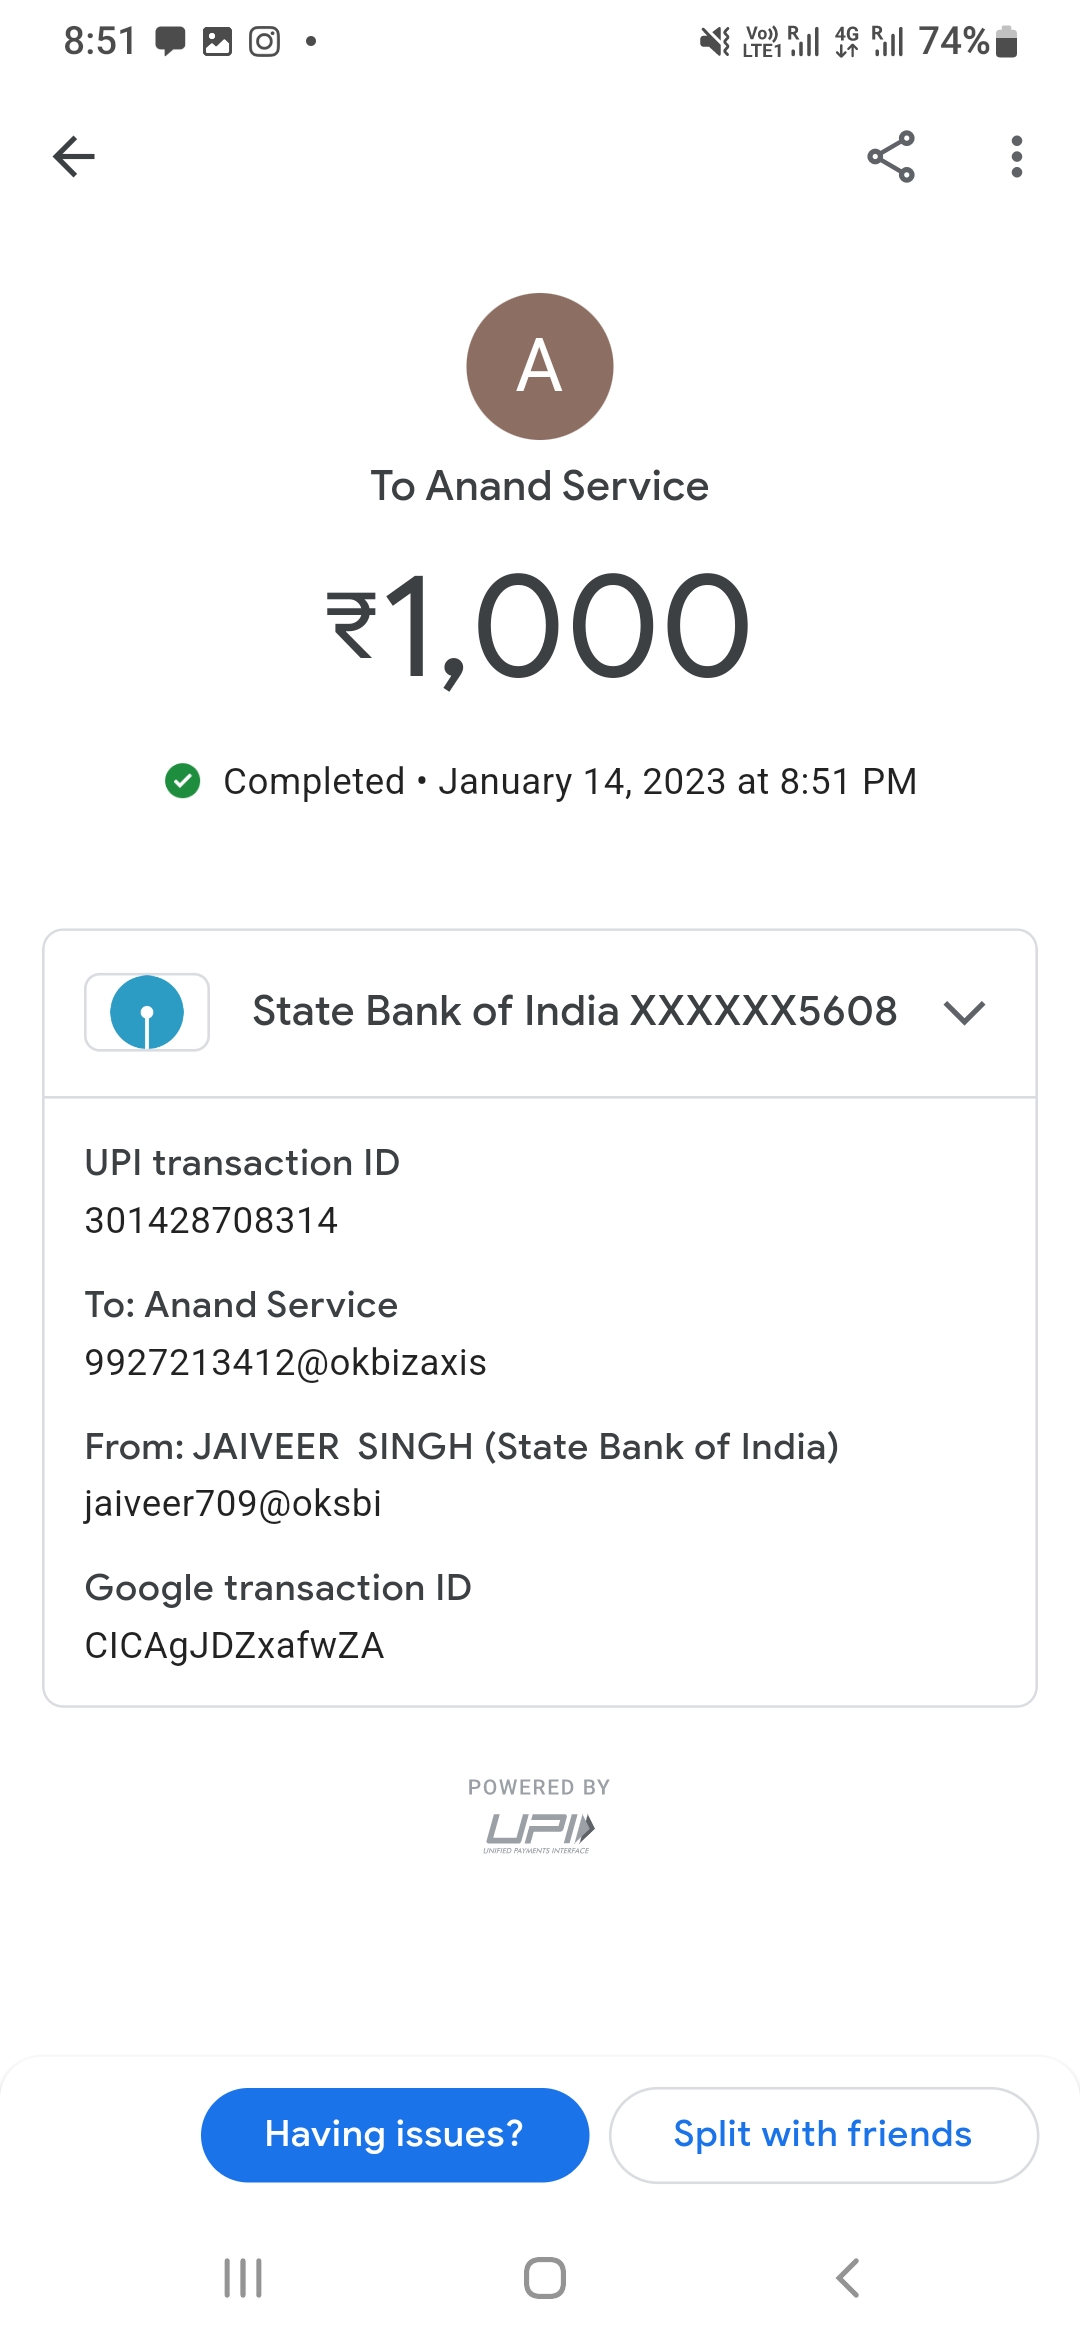 8:51
Vo)) R 4G R 74%
LTE1
A
To Anand Service
₹1,000
Completed • January 14, 2023 at 8:51 PM
State Bank of India XXXXXX5608
UPI transaction ID
301428708314
To: Anand Service
9927213412@okbizaxis
From: JAIVEER  SINGH (State Bank of India)
jaiveer709@oksbi
Google transaction ID
CICAgJDZxafwZA
POWERED BY
UPI
UNIFIED PAYMENTS INTERFACE
Having issues?
Split with friends